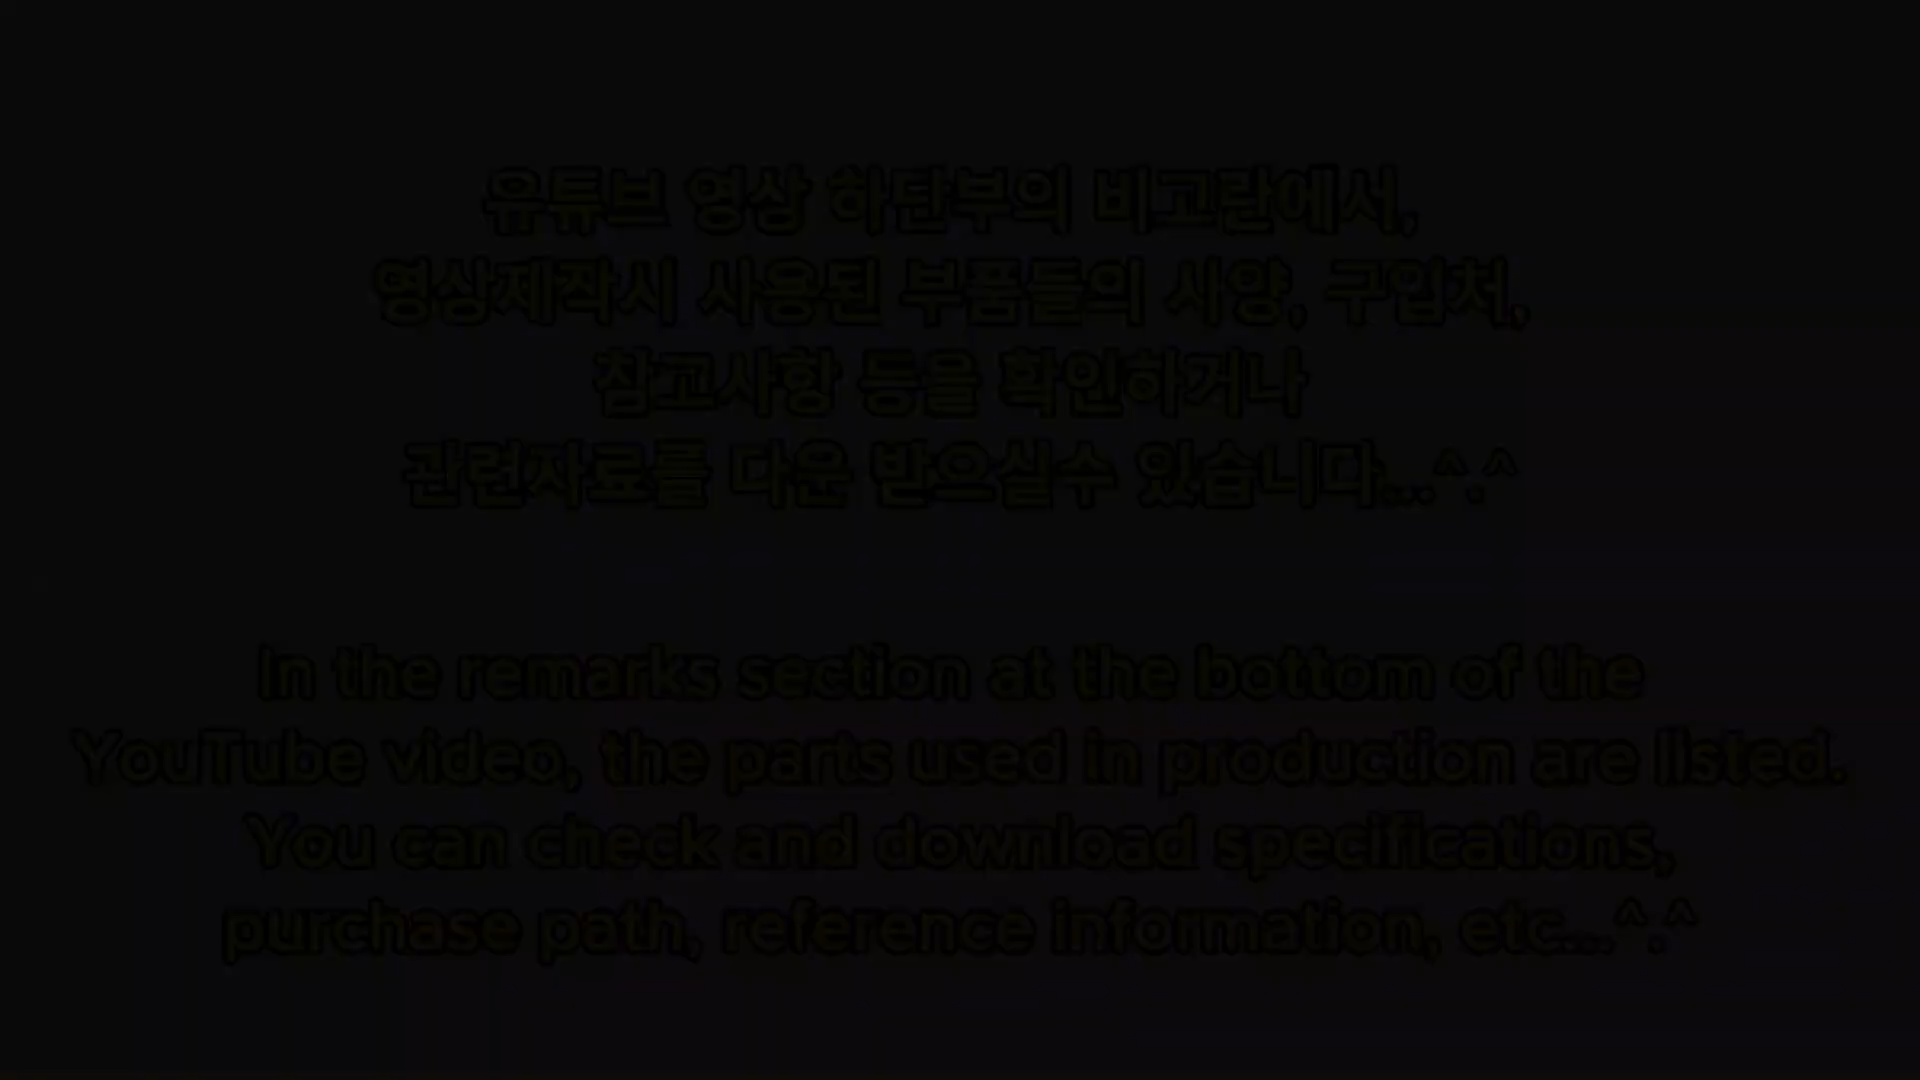 유튜브 영상 하단부의 비고란에서,
영상제작시 사용된 부품들의 사양, 구입처,
참고사항 등을 확인하거나
관련자료를 다운 받으실수 있습니다...^.^
In the remarks section at the bottom of the
YouTube video, the parts used in production are listed.
You can check and download specifications,
purchase path, reference information, etc...^.^